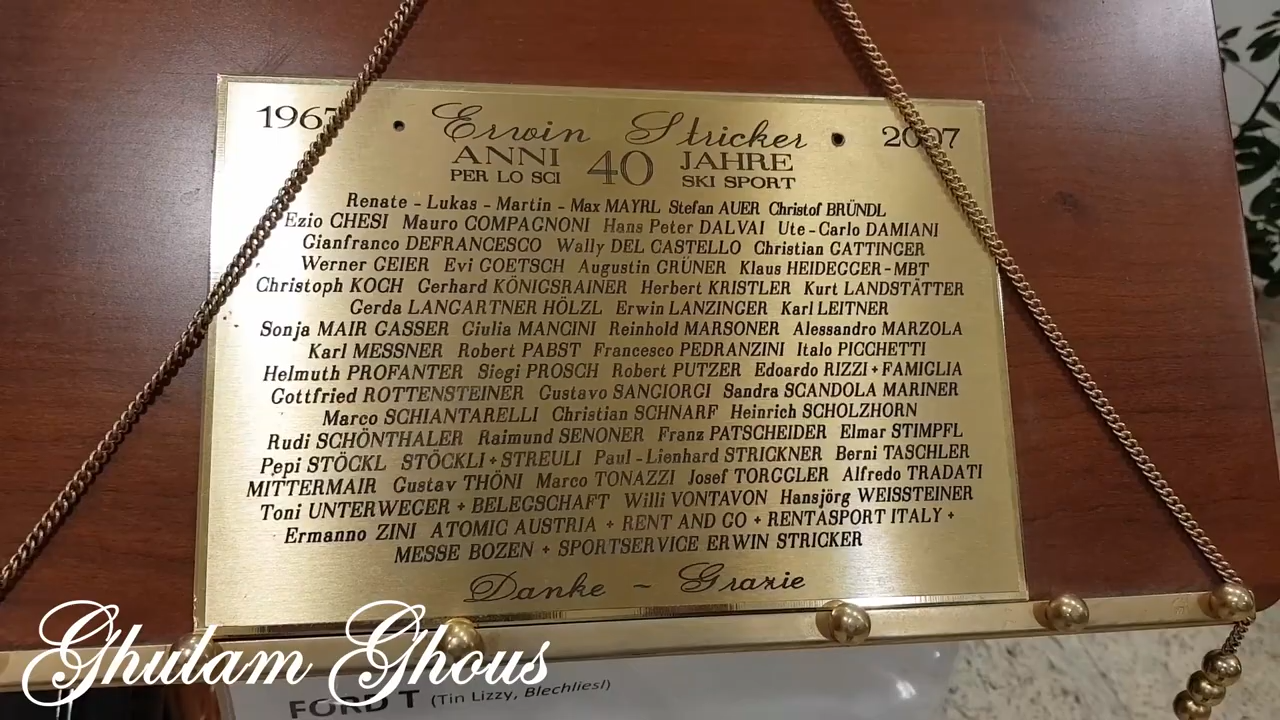 1967 Erwin Stricker 2007
ANNI 40 JAHRE
PER LO SCI SKI SPORT
Renate - Lukas - Martin - Max MAYRL Stefan AUER Christof BRÜNDL
Ezio CHESI Mauro COMPAGNONI Hans Peter DALVAI Ute - Carlo DAMIANI
Gianfranco DEFRANCESCO Wally DEL CASTELLO Christian GATTINGER
Werner GEIER Evi GOETSCH Augustin GRÜNER Klaus HEIDEGGER - MBT
Christoph KOCH Gerhard KÖNIGSRAINER Herbert KRISTLER Kurt LANDSTÄTTER
Gerda LANGARTNER HÖLZL Erwin LANZINGER Karl LEITNER
Sonja MAIR GASSER Giulia MANCINI Reinhold MARSONER Alessandro MARZOLA
Karl MESSNER Robert PABST Francesco PEDRANZINI Italo PICCHETTI
Helmuth PROFANTER Siegi PROSCH Robert PUTZER Edoardo RIZZI + FAMIGLIA
Gottfried ROTTENSTEINER Gustavo SANGIORGI Sandra SCANDOLA MARINER
Marco SCHIANTARELLI Christian SCHNARF Heinrich SCHOLZHORN
Rudi SCHÖNTHALER Raimund SENONER Franz PATSCHEIDER Elmar STIMPFL
Pepi STÖCKL STÖCKLI + STREULI Paul - Lienhard STRICKNER Berni TASCHLER
MITTERMAIR Gustav THÖNI Marco TONAZZI Josef TORGGLER Alfredo TRADATI
Toni UNTERWEGER + BELEGSCHAFT Willi VONTAVON Hansjörg WEISSTEINER
Ermanno ZINI ATOMIC AUSTRIA + RENT AND GO + RENTASPORT ITALY +
MESSE BOZEN + SPORTSERVICE ERWIN STRICKER
Danke ~ Grazie
Ghulam Ghous
FORD T (Tin Lizzy, Blechliesl)